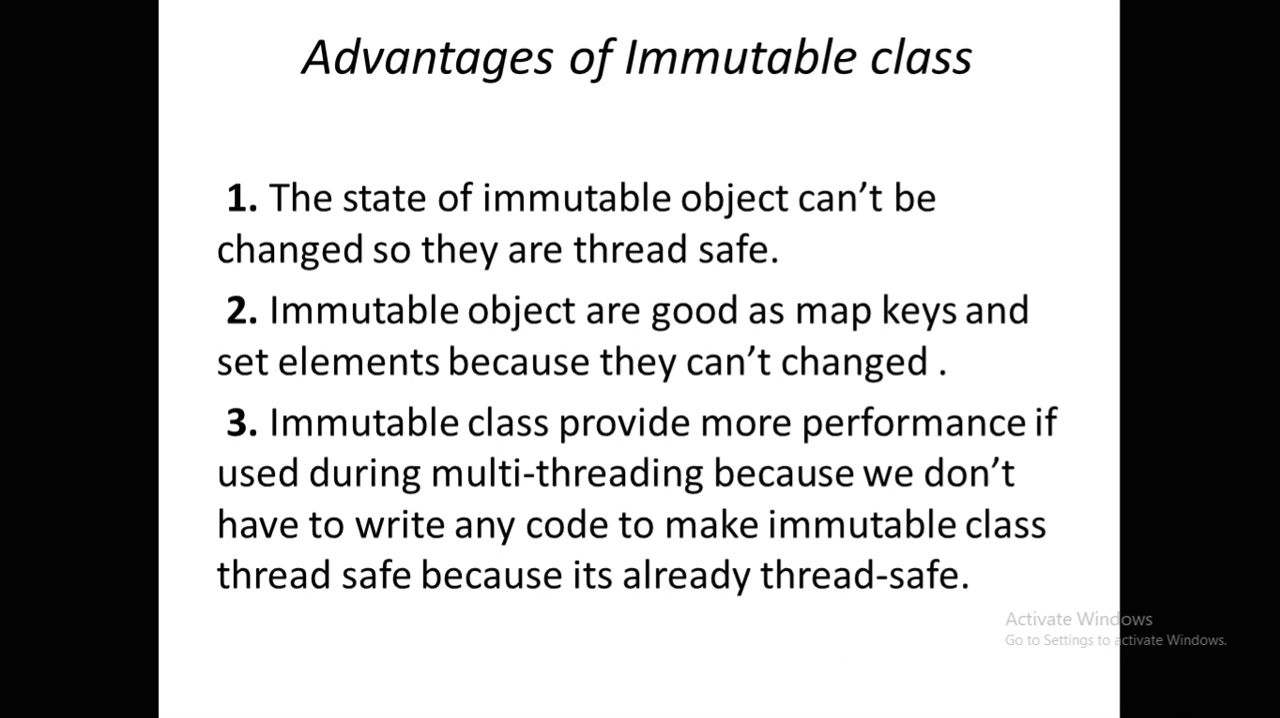 Advantages of Immutable class
1. The state of immutable object can’t be
changed so they are thread safe.
2. Immutable object are good as map keys and
set elements because they can’t changed .
3. Immutable class provide more performance if
used during multi-threading because we don’t
have to write any code to make immutable class
thread safe because its already thread-safe.
Activate Windows
Go to Settings to activate Windows.